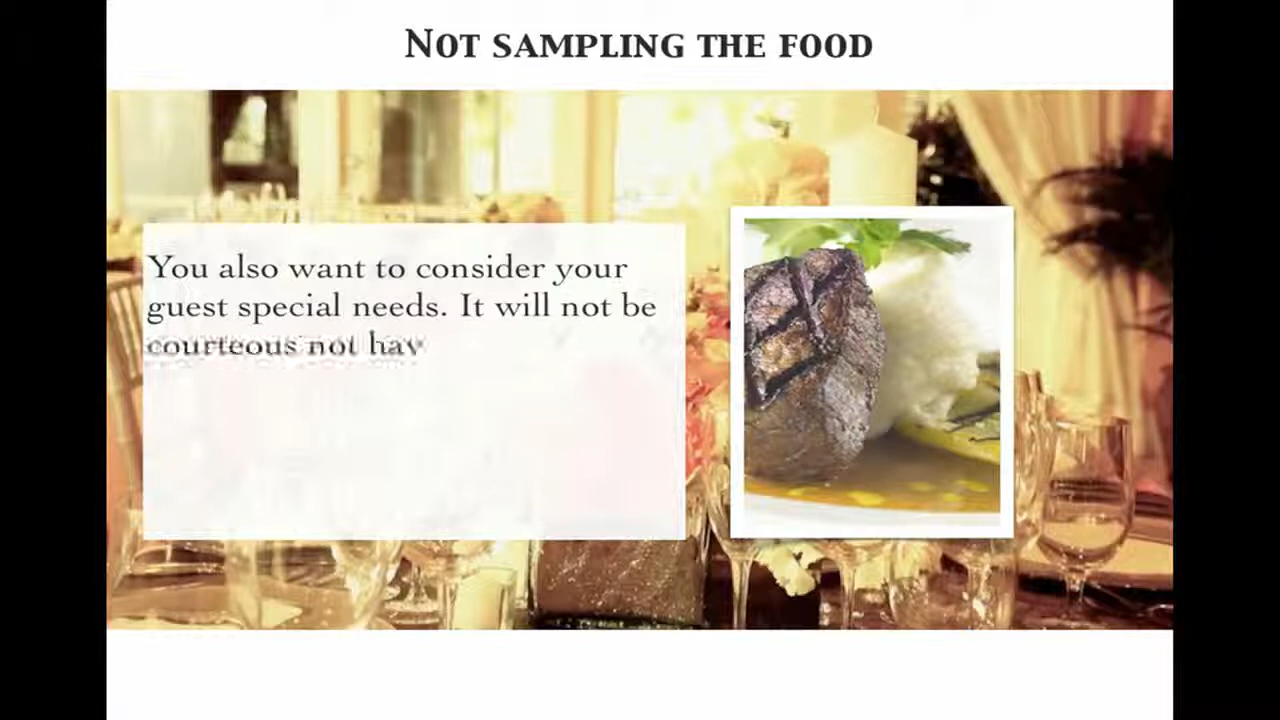 Not sampling the food
You also want to consider your
guest special needs. It will not be
courteous not hav